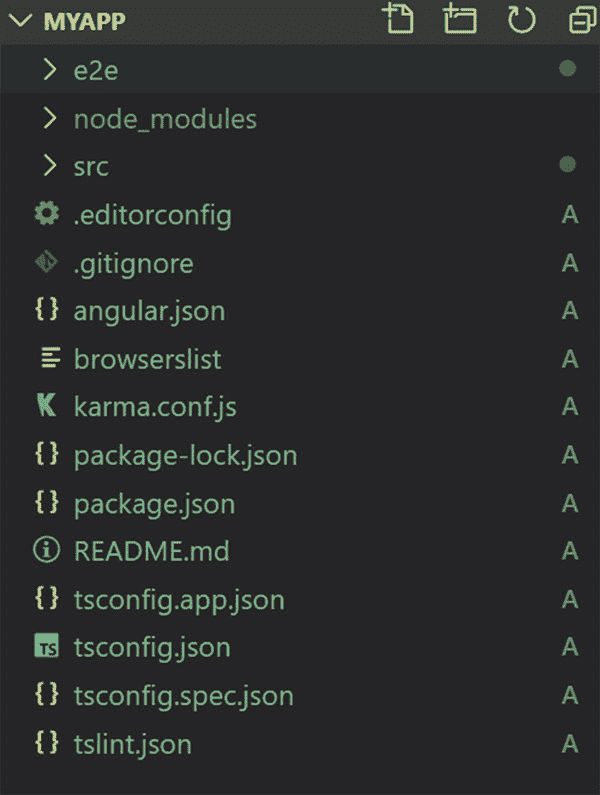 MYAPP
e2e
node_modules
src
.editorconfig A
.gitignore A
{} angular.json A
browserslist A
K karma.conf.js A
{} package-lock.json A
{} package.json A
i README.md A
{} tsconfig.app.json A
TS tsconfig.json A
{} tsconfig.spec.json A
{} tslint.json A